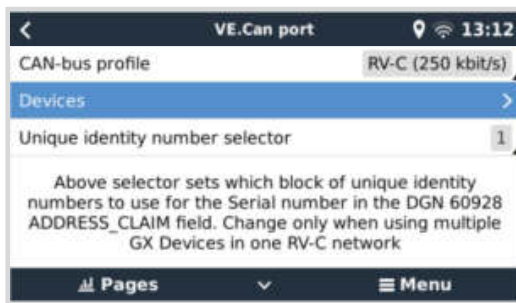 VE.Can port 13:12
CAN-bus profile RV-C (250 kbit/s)
Devices
Unique identity number selector 1
Above selector sets which block of unique identity
numbers to use for the Serial number in the DGN 60928
ADDRESS_CLAIM field. Change only when using multiple
GX Devices in one RV-C network
Pages Menu